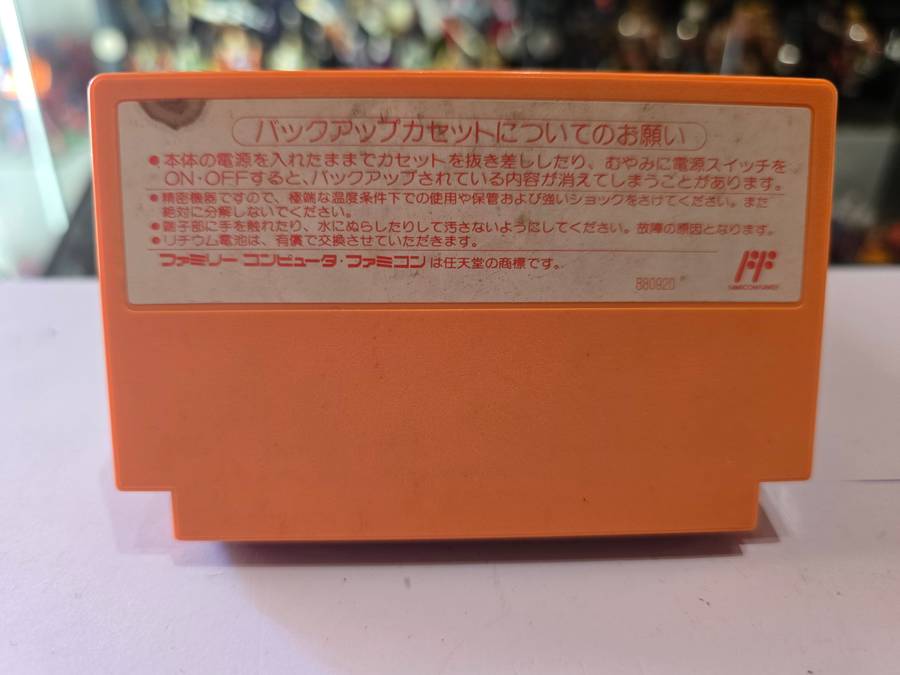 バックアップカセットについてのお願い
●本体の電源を入れたままでカセットを抜き差ししたり、むやみに電源スイッチを
ON・OFFすると、バックアップされている内容が消えてしまうことがあります。
●精密機器ですので、極端な温度条件下での使用や保管および強いショックをさけてください。また
絶対に分解しないでください。
●端子部に手を触れたり、水にぬらしたりして汚さないようにしてください。故障の原因となります。
●リチウム電池は、有償で交換させていただきます。
ファミリーコンピュータ・ファミコンは任天堂の商標です。
880920
FF
FAMICOM FAMILY